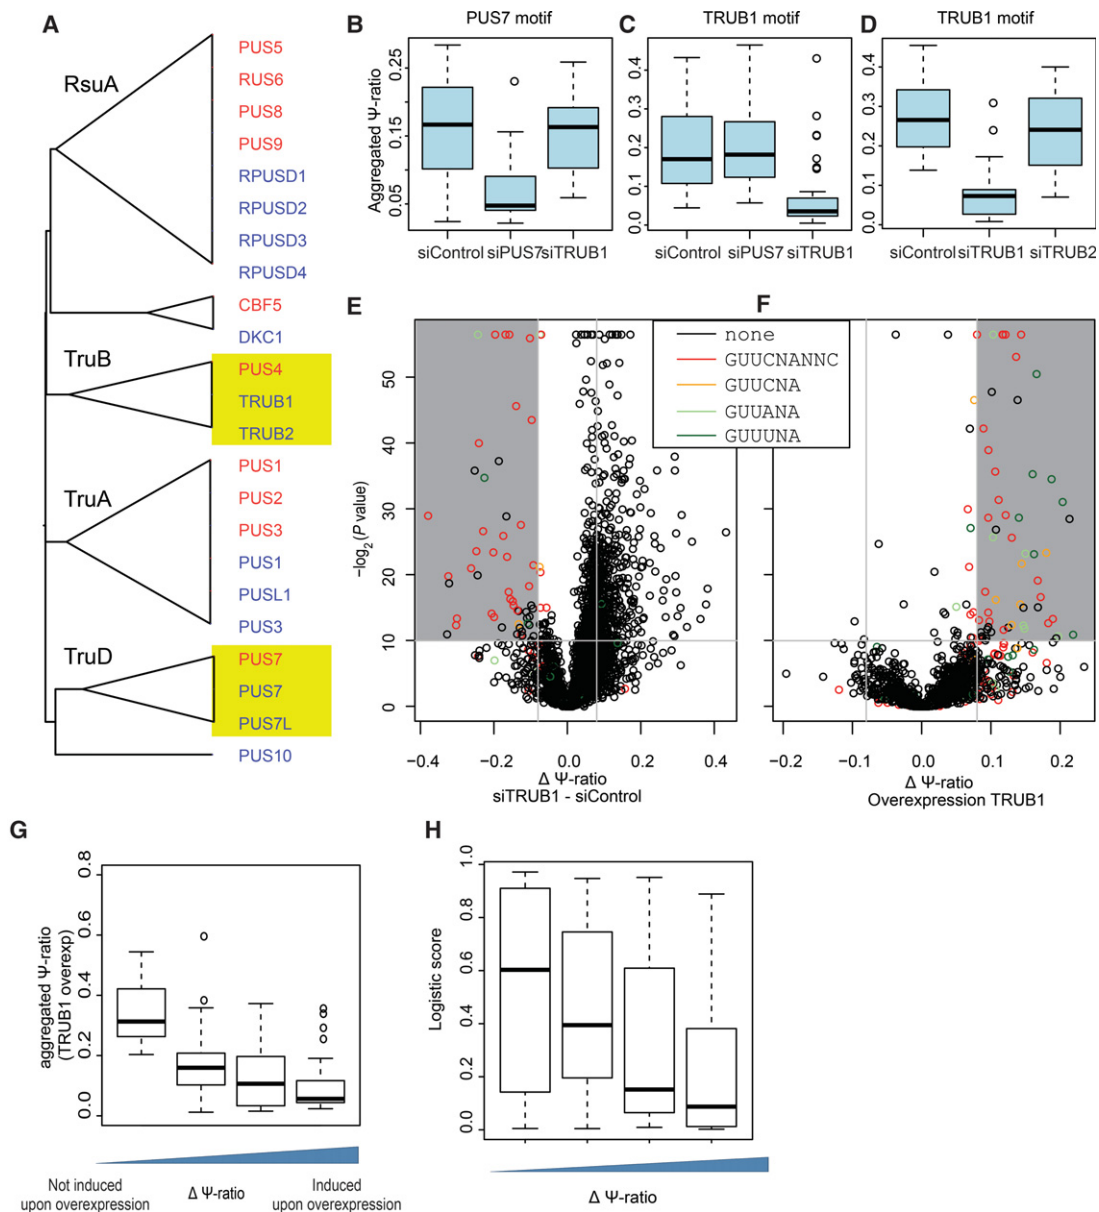 A
RsuA
TruB
TruA
TruD
PUS5
RUS6
PUS8
PUS9
RPUSD1
RPUSD2
RPUSD3
RPUSD4
CBF5
DKC1
PUS4
TRUB1
TRUB2
PUS1
PUS2
PUS3
PUS1
PUSL1
PUS3
PUS7
PUS7
PUS7L
PUS10
B
PUS7 motif
Aggregated Ψ-ratio
0.25
0.15
0.05
siControl siPUS7 siTRUB1
C
TRUB1 motif
0.4
0.3
0.2
0.1
0.0
siControl siPUS7 siTRUB1
D
TRUB1 motif
0.4
0.3
0.2
0.1
0.0
siControl siTRUB1 siTRUB2
E
−log2(P value)
50
40
30
20
10
0
−0.4 −0.2 0.0 0.2 0.4
Δ Ψ-ratio
siTRUB1 - siControl
none
GUUCNANNC
GUUCNA
GUUANA
GUUUNA
F
−0.2 −0.1 0.0 0.1 0.2
Δ Ψ-ratio
Overexpression TRUB1
G
aggregated Ψ-ratio
(TRUB1 overexp)
0.8
0.6
0.4
0.2
0.0
Not induced
upon overexpression
Δ Ψ-ratio
Induced
upon overexpression
H
Logistic score
1.0
0.8
0.6
0.4
0.2
0.0
Δ Ψ-ratio